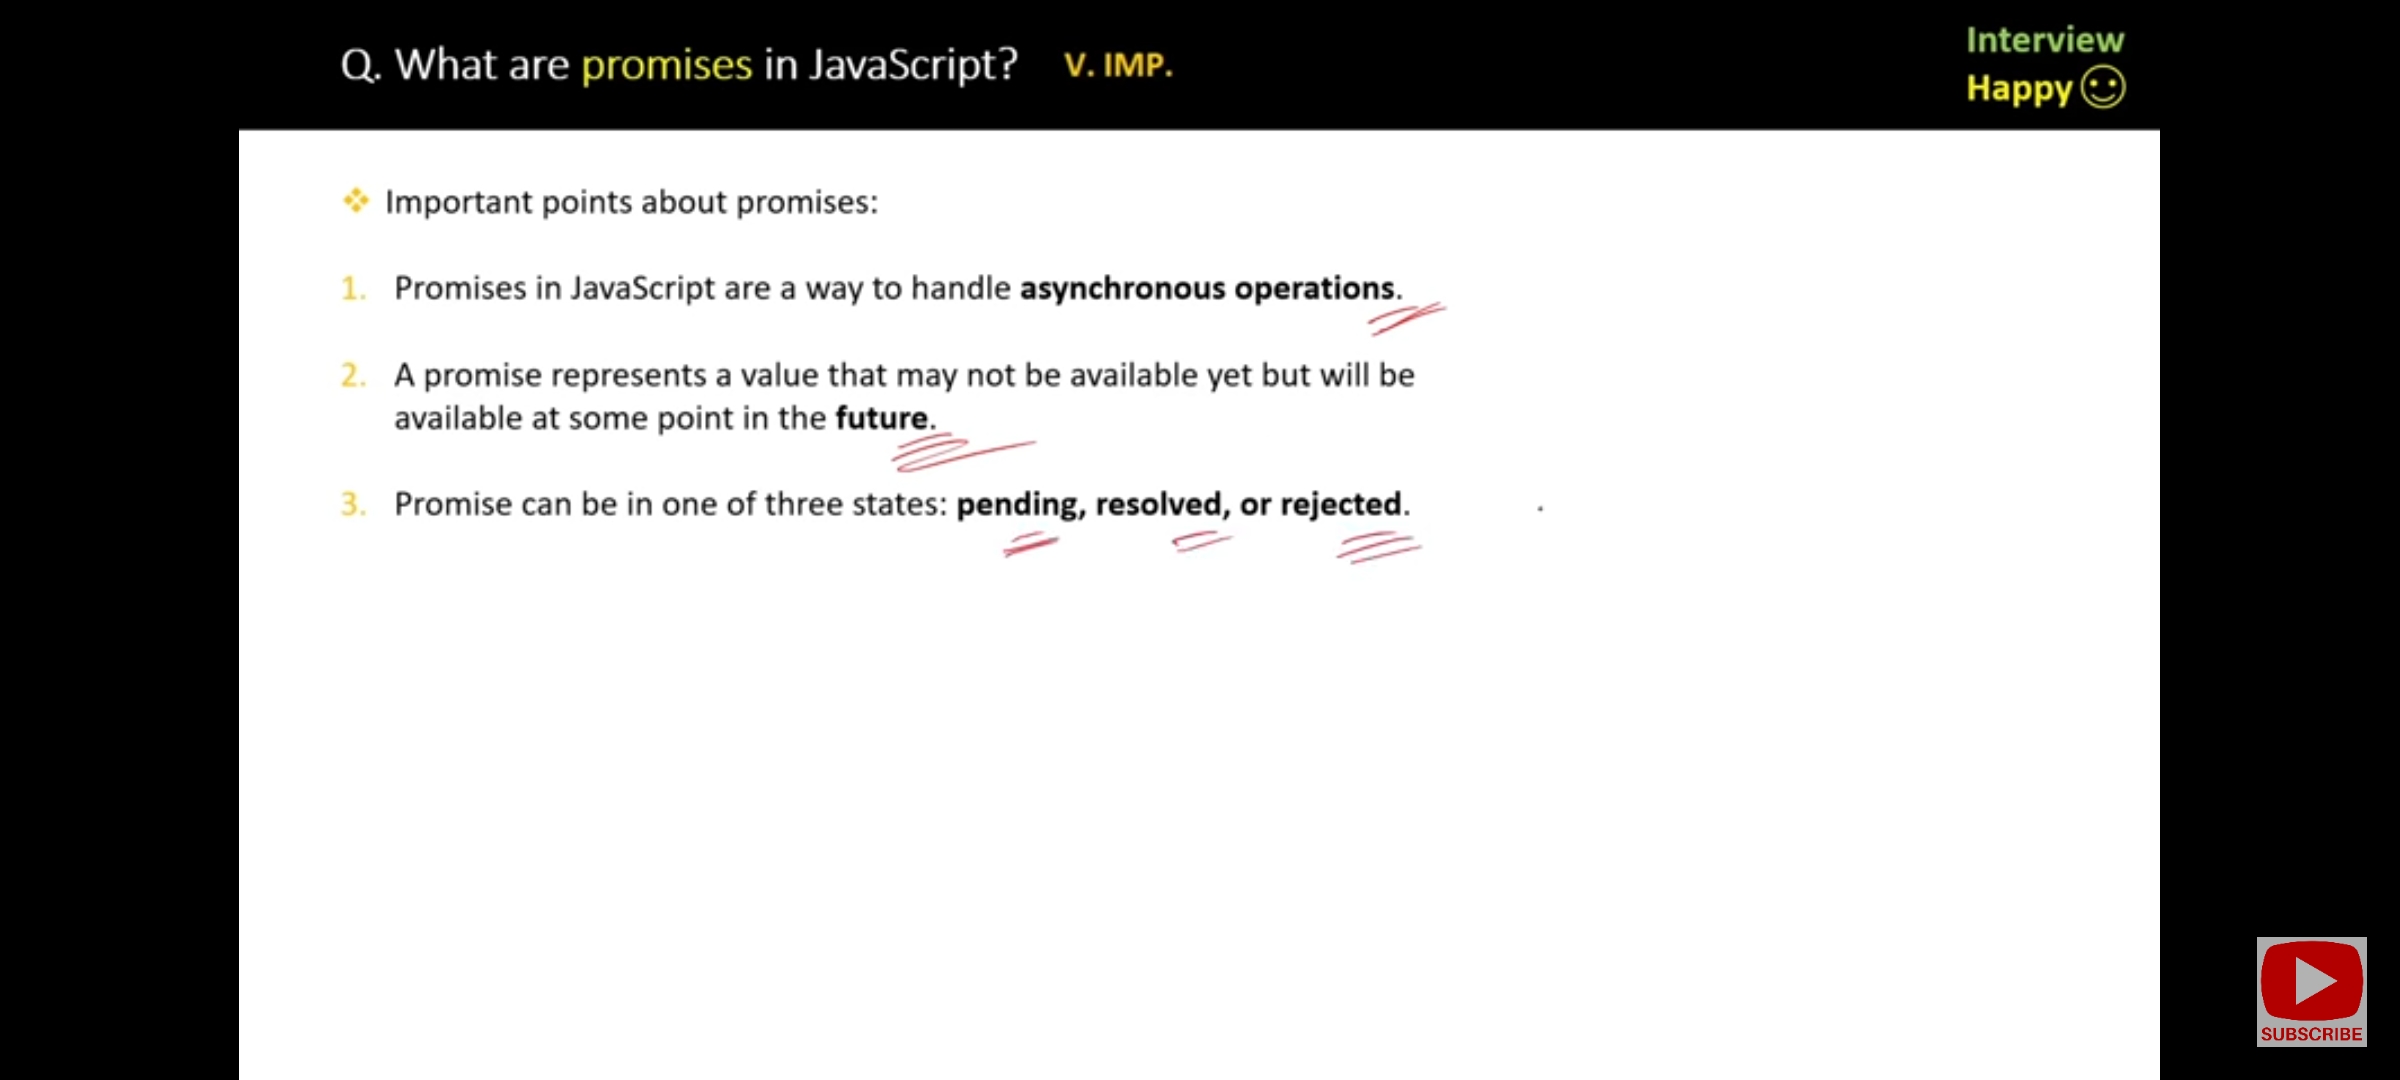 Q. What are promises in JavaScript? V. IMP.
Interview
Happy
Important points about promises:
1. Promises in JavaScript are a way to handle asynchronous operations.
2. A promise represents a value that may not be available yet but will be
available at some point in the future.
3. Promise can be in one of three states: pending, resolved, or rejected.
SUBSCRIBE